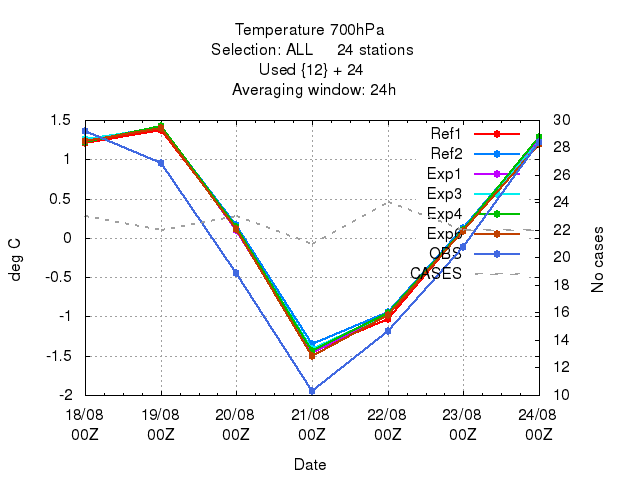 Temperature 700hPa
Selection: ALL 24 stations
Used {12} + 24
Averaging window: 24h
1.5
1
0.5
0
-0.5
-1
-1.5
-2
deg C
30
28
26
24
22
20
18
16
14
12
10
No cases
Ref1
Ref2
Exp1
Exp3
Exp4
Exp6
OBS
CASES
18/08 19/08 20/08 21/08 22/08 23/08 24/08
00Z 00Z 00Z 00Z 00Z 00Z 00Z
Date